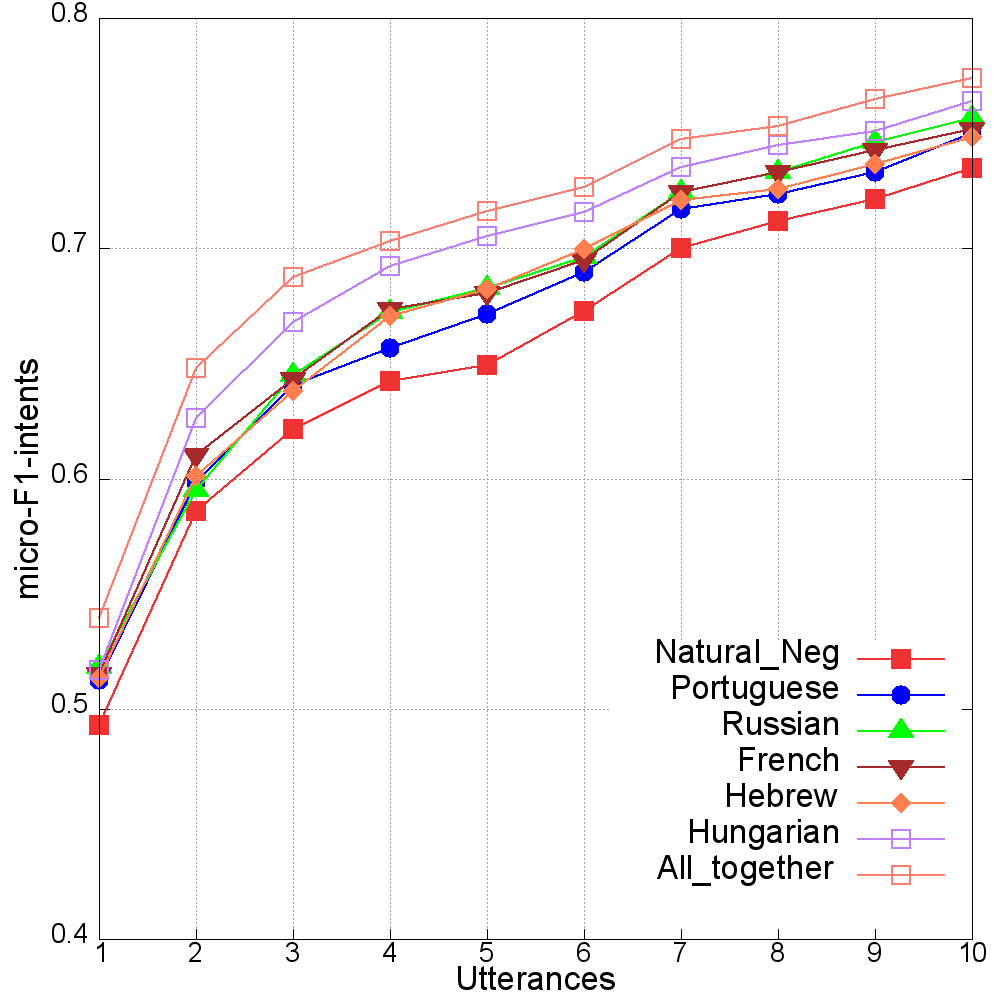 0.8
0.7
0.6
0.5
0.4
micro-F1-intents
Natural_Neg
Portuguese
Russian
French
Hebrew
Hungarian
All_together
1 2 3 4 5 6 7 8 9 10
Utterances